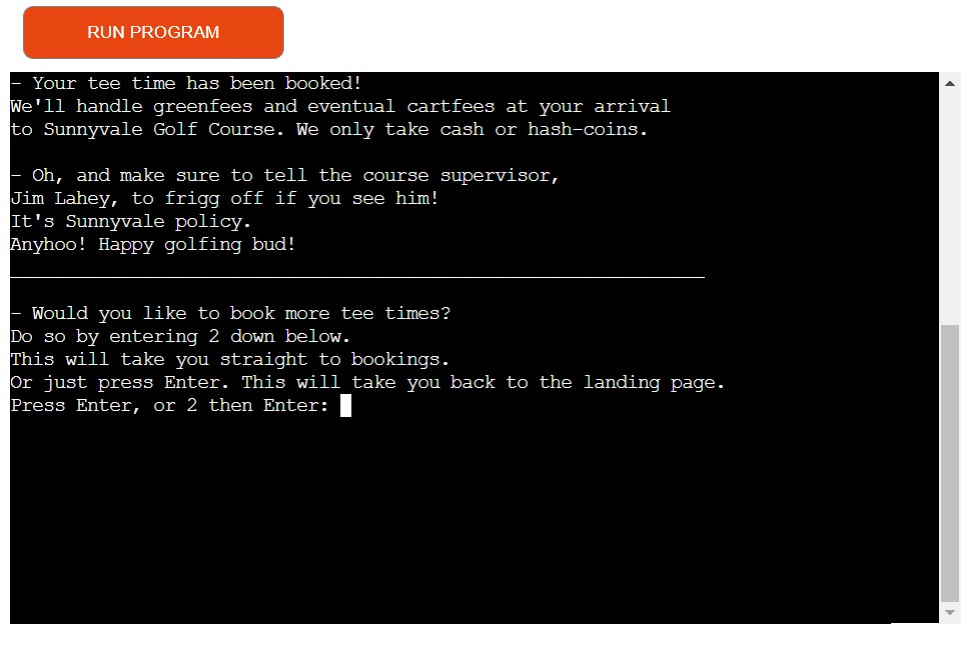 RUN PROGRAM
- Your tee time has been booked!
We'll handle greenfees and eventual cartfees at your arrival
to Sunnyvale Golf Course. We only take cash or hash-coins.
- Oh, and make sure to tell the course supervisor,
Jim Lahey, to frigg off if you see him!
It's Sunnyvale policy.
Anyhoo! Happy golfing bud!
- Would you like to book more tee times?
Do so by entering 2 down below.
This will take you straight to bookings.
Or just press Enter. This will take you back to the landing page.
Press Enter, or 2 then Enter: